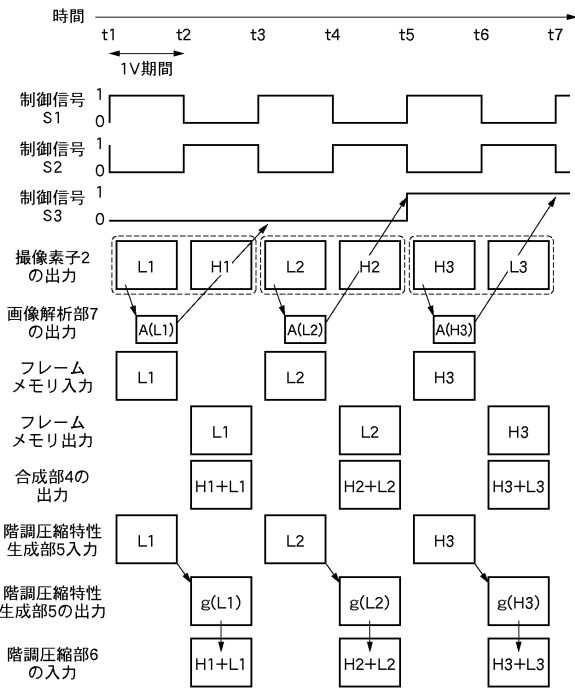 時間
t1 t2 t3 t4 t5 t6 t7
1V期間
制御信号
S1
1
0
制御信号
S2
1
0
制御信号
S3
1
0
撮像素子2
の出力
L1 H1 L2 H2 H3 L3
画像解析部7
の出力
A(L1) A(L2) A(H3)
フレーム
メモリ入力
L1 L2 H3
フレーム
メモリ出力
L1 L2 H3
合成部4の
出力
H1+L1 H2+L2 H3+L3
階調圧縮特性
生成部5入力
L1 L2 H3
階調圧縮特性
生成部5の出力
g(L1) g(L2) g(H3)
階調圧縮部6
の入力
H1+L1 H2+L2 H3+L3